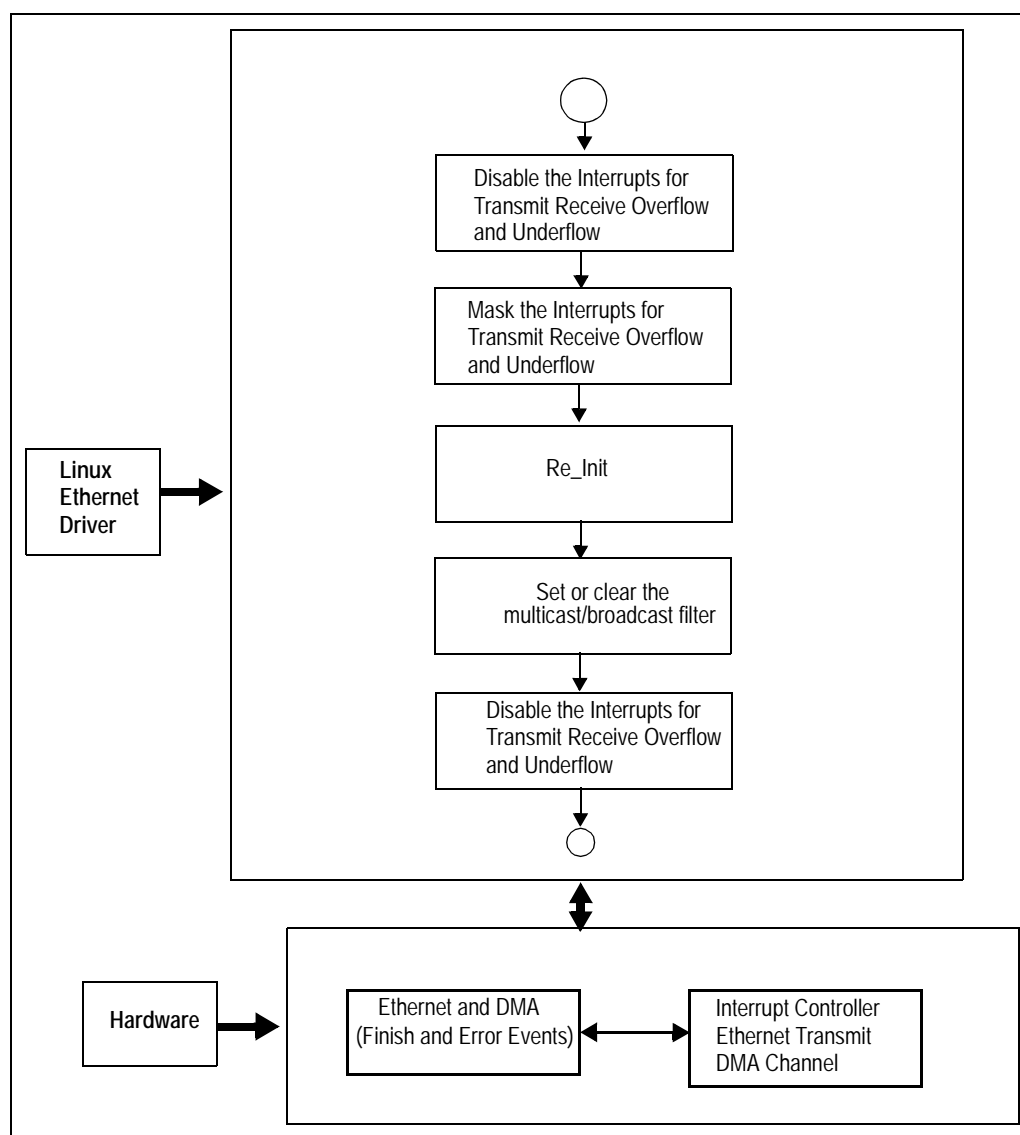 Disable the Interrupts for
Transmit Receive Overflow
and Underflow
Mask the Interrupts for
Transmit Receive Overflow
and Underflow
Re_Init
Linux
Ethernet
Driver
Set or clear the
multicast/broadcast filter
Disable the Interrupts for
Transmit Receive Overflow
and Underflow
Hardware
Ethernet and DMA
(Finish and Error Events)
Interrupt Controller
Ethernet Transmit
DMA Channel